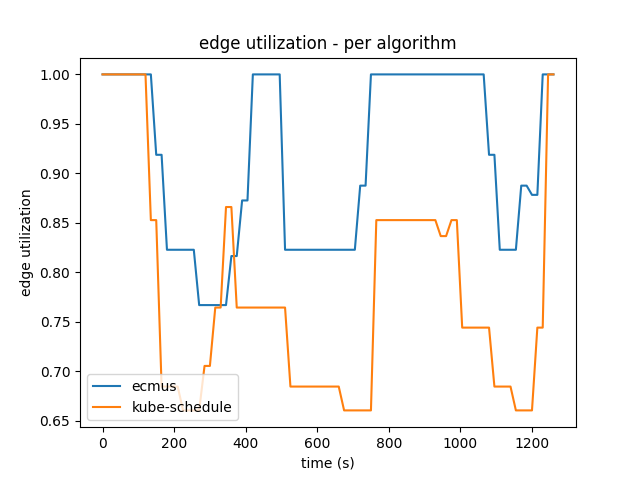 edge utilization - per algorithm
1.00
0.95
0.90
0.85
0.80
0.75
0.70
0.65
edge utilization
ecmus
kube-schedule
0 200 400 600 800 1000 1200
time (s)